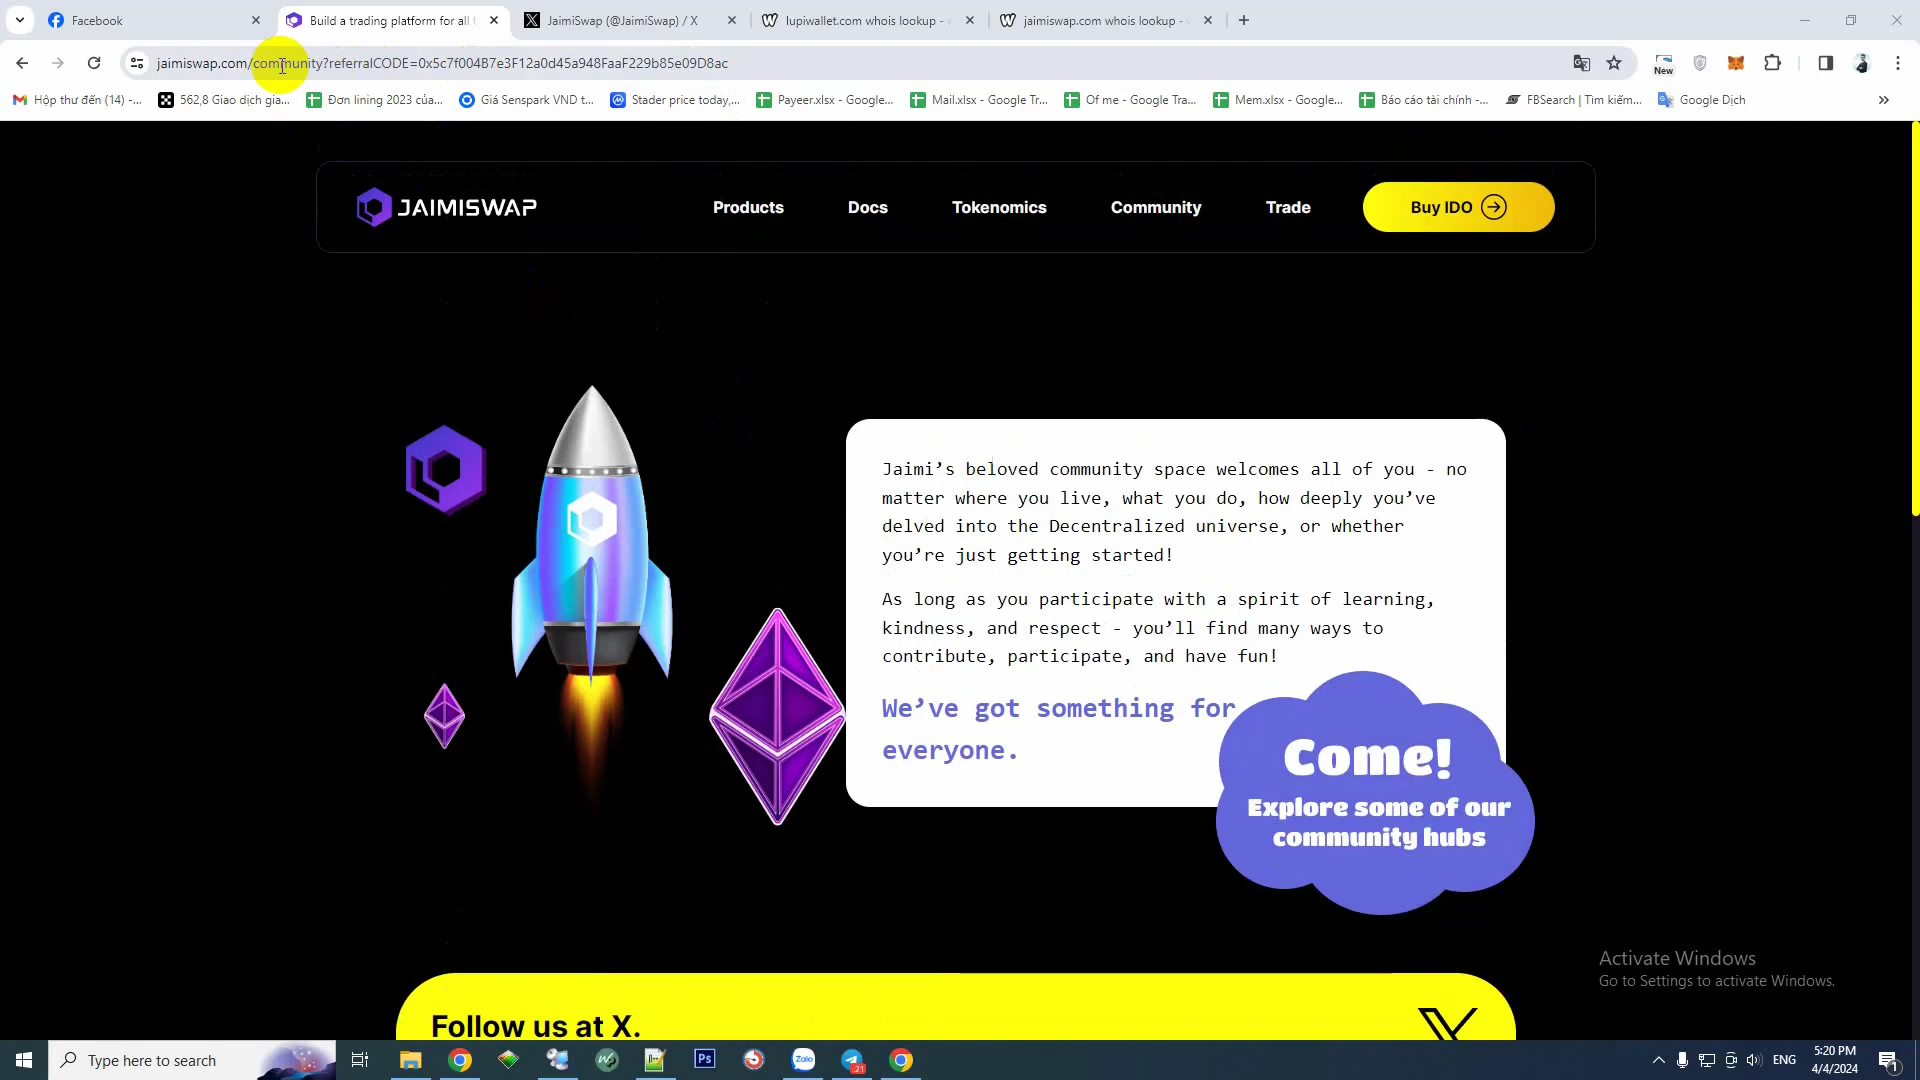 Facebook
Build a trading platform for all
JaimiSwap (@JaimiSwap) / X
lupiwallet.com whois lookup -
jaimiswap.com whois lookup -
jaimiswap.com/community?referralCODE=0x5c7f004B7e3F12a0d45a948FaaF229b85e09D8ac
New
Hộp thư đến (14) -...
562,8 Giao dịch gia...
Đơn lining 2023 của...
Giá Senspark VND t...
Stader price today,...
Payeer.xlsx - Google...
Mail.xlsx - Google Tr...
Of me - Google Tra...
Mem.xlsx - Google...
Báo cáo tài chính -...
FBSearch | Tìm kiếm...
Google Dịch
JAIMISWAP
Products
Docs
Tokenomics
Community
Trade
Buy IDO
Jaimi’s beloved community space welcomes all of you - no
matter where you live, what you do, how deeply you’ve
delved into the Decentralized universe, or whether
you’re just getting started!
As long as you participate with a spirit of learning,
kindness, and respect - you’ll find many ways to
contribute, participate, and have fun!
We’ve got something for
everyone.
Come!
Explore some of our
community hubs
Activate Windows
Go to Settings to activate Windows.
Follow us at X.
Type here to search
Ps
Zalo
21
ENG
5:20 PM
4/4/2024
1